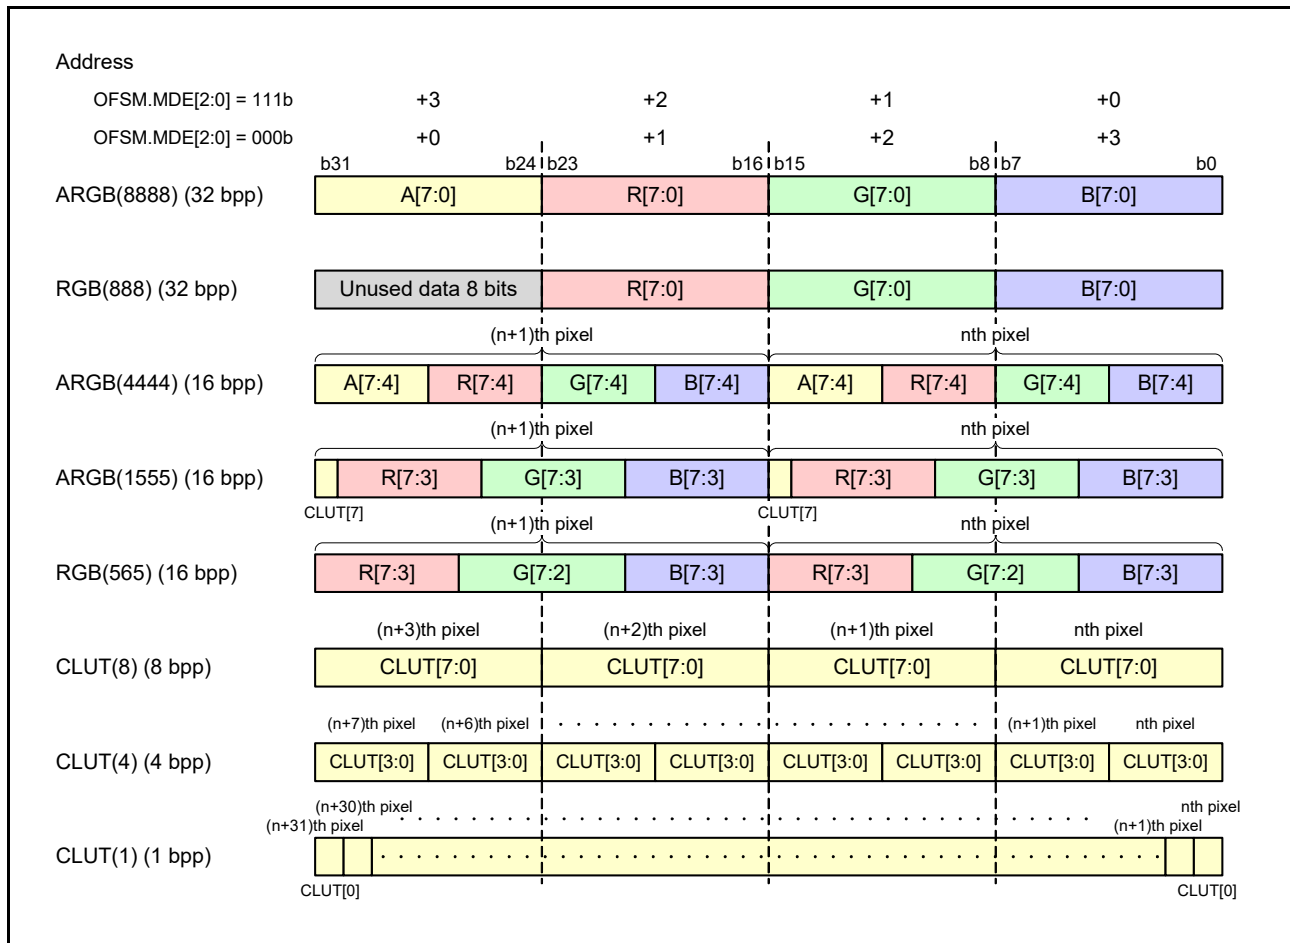 Address
OFSM.MDE[2:0] = 111b +3 +2 +1 +0
OFSM.MDE[2:0] = 000b +0 +1 +2 +3
b31 b24 b23 b16 b15 b8 b7 b0
ARGB(8888) (32 bpp) A[7:0] R[7:0] G[7:0] B[7:0]
RGB(888) (32 bpp) Unused data 8 bits R[7:0] G[7:0] B[7:0]
(n+1)th pixel nth pixel
ARGB(4444) (16 bpp) A[7:4] R[7:4] G[7:4] B[7:4] A[7:4] R[7:4] G[7:4] B[7:4]
(n+1)th pixel nth pixel
ARGB(1555) (16 bpp) R[7:3] G[7:3] B[7:3] R[7:3] G[7:3] B[7:3]
CLUT[7] CLUT[7]
(n+1)th pixel nth pixel
RGB(565) (16 bpp) R[7:3] G[7:2] B[7:3] R[7:3] G[7:2] B[7:3]
(n+3)th pixel (n+2)th pixel (n+1)th pixel nth pixel
CLUT(8) (8 bpp) CLUT[7:0] CLUT[7:0] CLUT[7:0] CLUT[7:0]
(n+7)th pixel (n+6)th pixel (n+1)th pixel nth pixel
CLUT(4) (4 bpp) CLUT[3:0] CLUT[3:0] CLUT[3:0] CLUT[3:0] CLUT[3:0] CLUT[3:0] CLUT[3:0] CLUT[3:0]
(n+30)th pixel nth pixel
(n+31)th pixel (n+1)th pixel
CLUT(1) (1 bpp)
CLUT[0] CLUT[0]